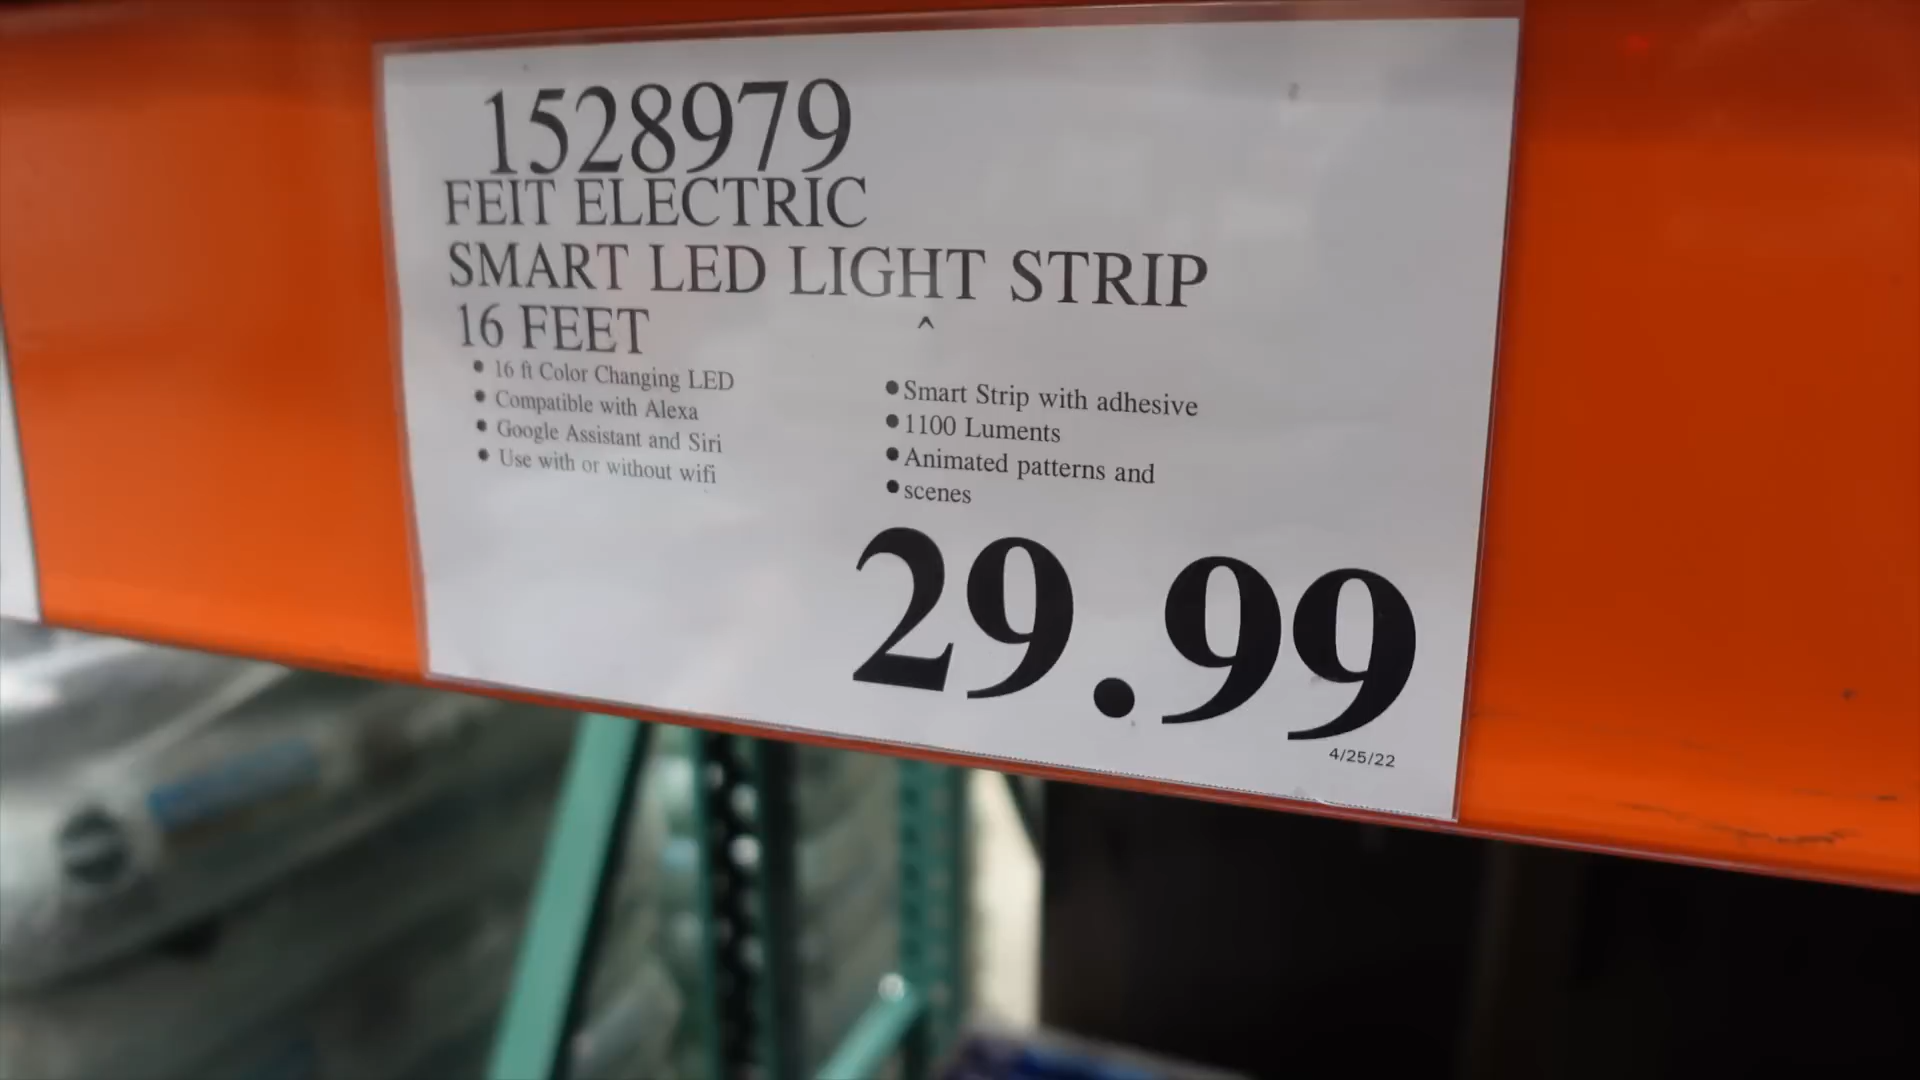 1528979
FEIT ELECTRIC
SMART LED LIGHT STRIP
^
16 FEET
• 16 ft Color Changing LED
• Compatible with Alexa
• Google Assistant and Siri
• Use with or without wifi
• Smart Strip with adhesive
• 1100 Luments
• Animated patterns and
• scenes
29.99
4/25/22